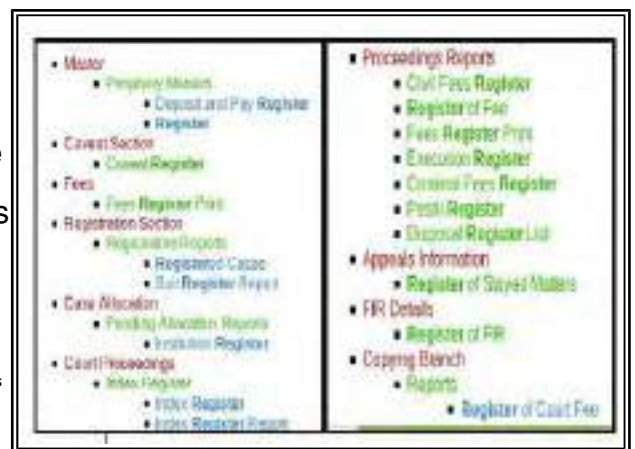 • Master
• Periphery Masters
• Deposit and Pay Register
• Register
• Caveat Section
• Caveat Register
• Fees
• Fees Register Print
• Registration Section
• Registration Reports
• Registered Cases
• Suit Register Report
• Case Allocation
• Pending Allocation Reports
• Institution Register
• Court Proceedings
• Index Register
• Index Register
• Index Register Report
• Proceedings Reports
• Civil Fees Register
• Register of Fee
• Fees Register Print
• Execution Register
• Criminal Fees Register
• Peshi Register
• Disposal Register List
• Appeals Information
• Register of Stayed Matters
• FIR Details
• Register of FIR
• Copying Branch
• Reports
• Register of Court Fee